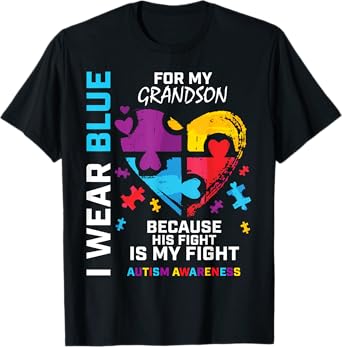 I WEAR BLUE
FOR MY
GRANDSON
BECAUSE
HIS FIGHT
IS MY FIGHT
AUTISM AWARENESS